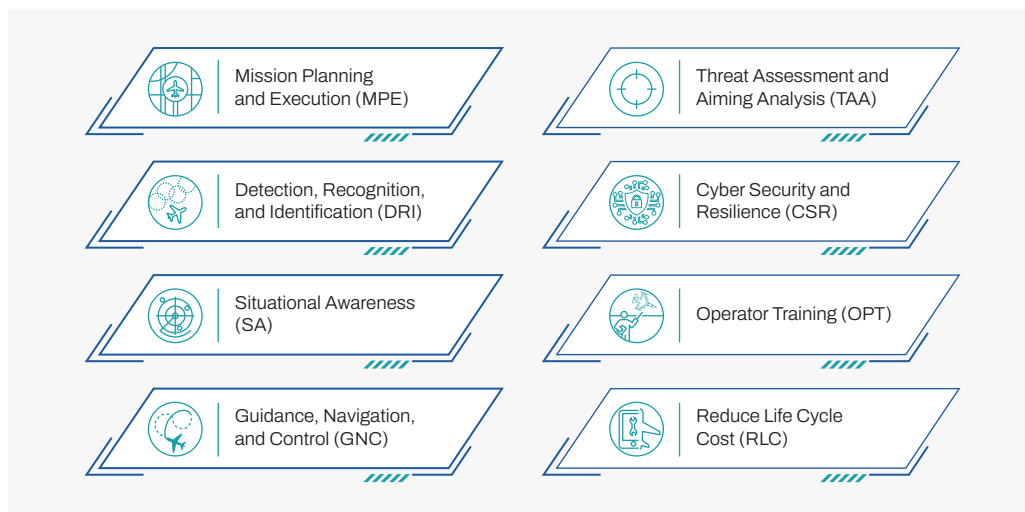 Mission Planning
and Execution (MPE)
Detection, Recognition,
and Identification (DRI)
Situational Awareness
(SA)
Guidance, Navigation,
and Control (GNC)
Threat Assessment and
Aiming Analysis (TAA)
Cyber Security and
Resilience (CSR)
Operator Training (OPT)
Reduce Life Cycle
Cost (RLC)